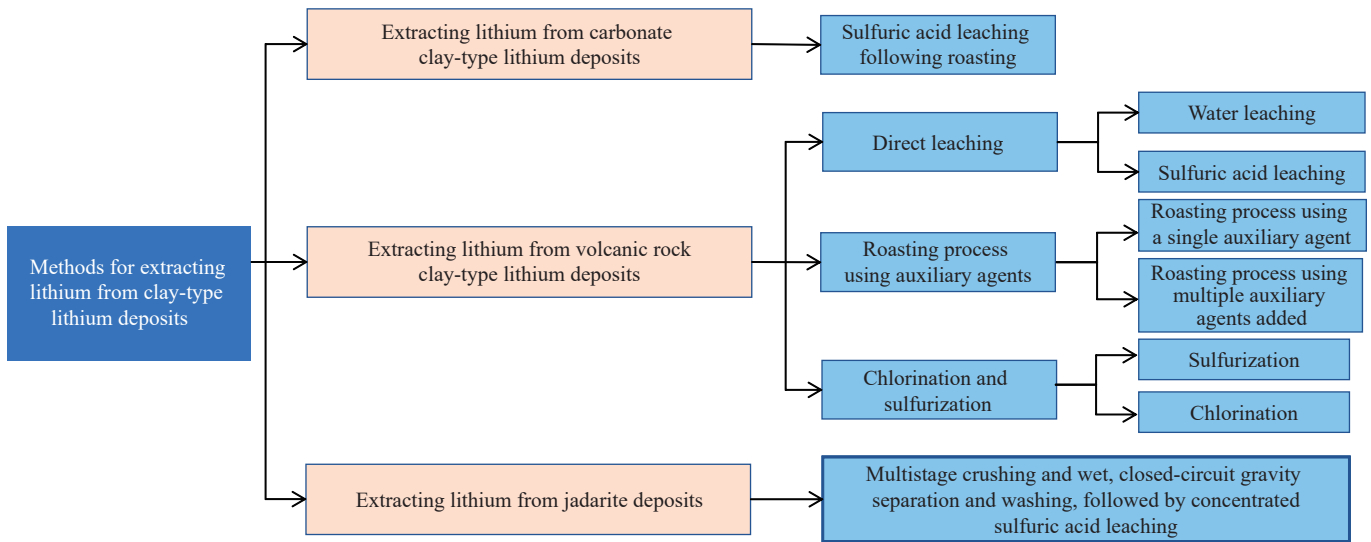 Methods for extracting
lithium from clay-type
lithium deposits
Extracting lithium from carbonate
clay-type lithium deposits
Sulfuric acid leaching
following roasting
Extracting lithium from volcanic rock
clay-type lithium deposits
Direct leaching
Water leaching
Sulfuric acid leaching
Roasting process
using auxiliary agents
Roasting process using
a single auxiliary agent
Roasting process using
multiple auxiliary
agents added
Chlorination and
sulfurization
Sulfurization
Chlorination
Extracting lithium from jadarite deposits
Multistage crushing and wet, closed-circuit gravity
separation and washing, followed by concentrated
sulfuric acid leaching